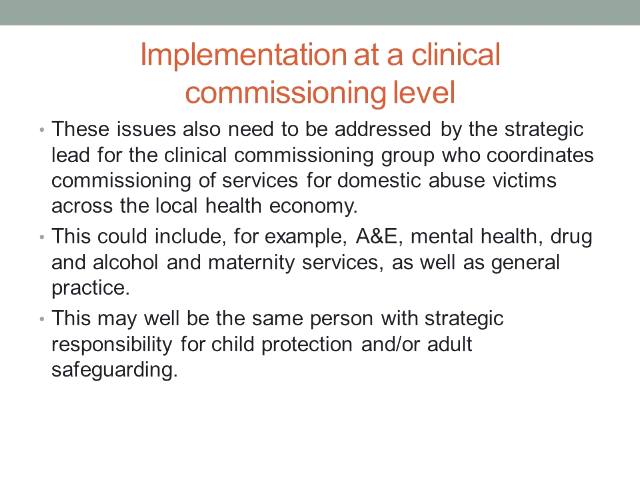 Implementation at a clinical
commissioning level
• These issues also need to be addressed by the strategic
lead for the clinical commissioning group who coordinates
commissioning of services for domestic abuse victims
across the local health economy.
• This could include, for example, A&E, mental health, drug
and alcohol and maternity services, as well as general
practice.
• This may well be the same person with strategic
responsibility for child protection and/or adult
safeguarding.